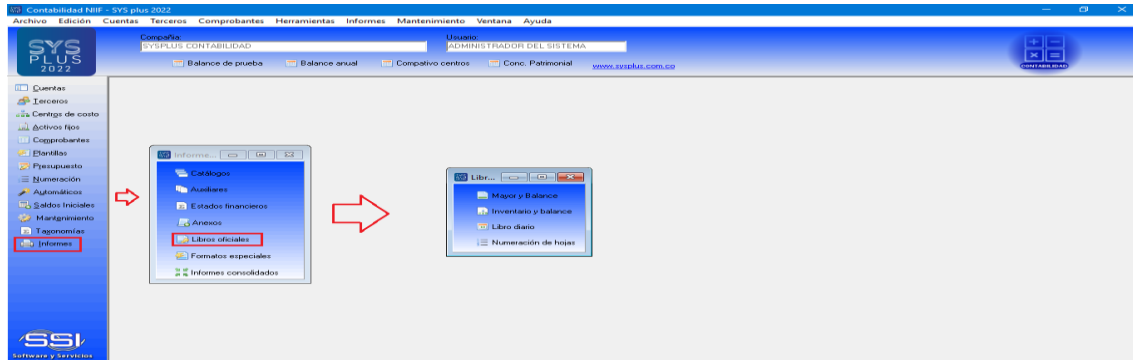 Contabilidad NIIF - SYS plus 2022
Archivo Edición Cuentas Terceros Comprobantes Herramientas Informes Mantenimiento Ventana Ayuda
SYS
PLUS
2022
Compañia:
SYSPLUS CONTABILIDAD
Usuario:
ADMINISTRADOR DEL SISTEMA
Balance de prueba Balance anual Compativo centros Conc. Patrimonial www.sysplus.com.co
CONTABILIDAD
Cuentas
Terceros
Centros de costo
Activos fijos
Comprobantes
Plantillas
Presupuesto
Numeración
Automáticos
Saldos Iniciales
Mantenimiento
Taxonomías
Informes
SSI
Software y Servicios
Informe...
Catálogos
Auxiliares
Estados financieros
Anexos
Libros oficiales
Formatos especiales
Informes consolidados
Libr...
Mayor y Balance
Inventario y balance
Libro diario
Numeración de hojas